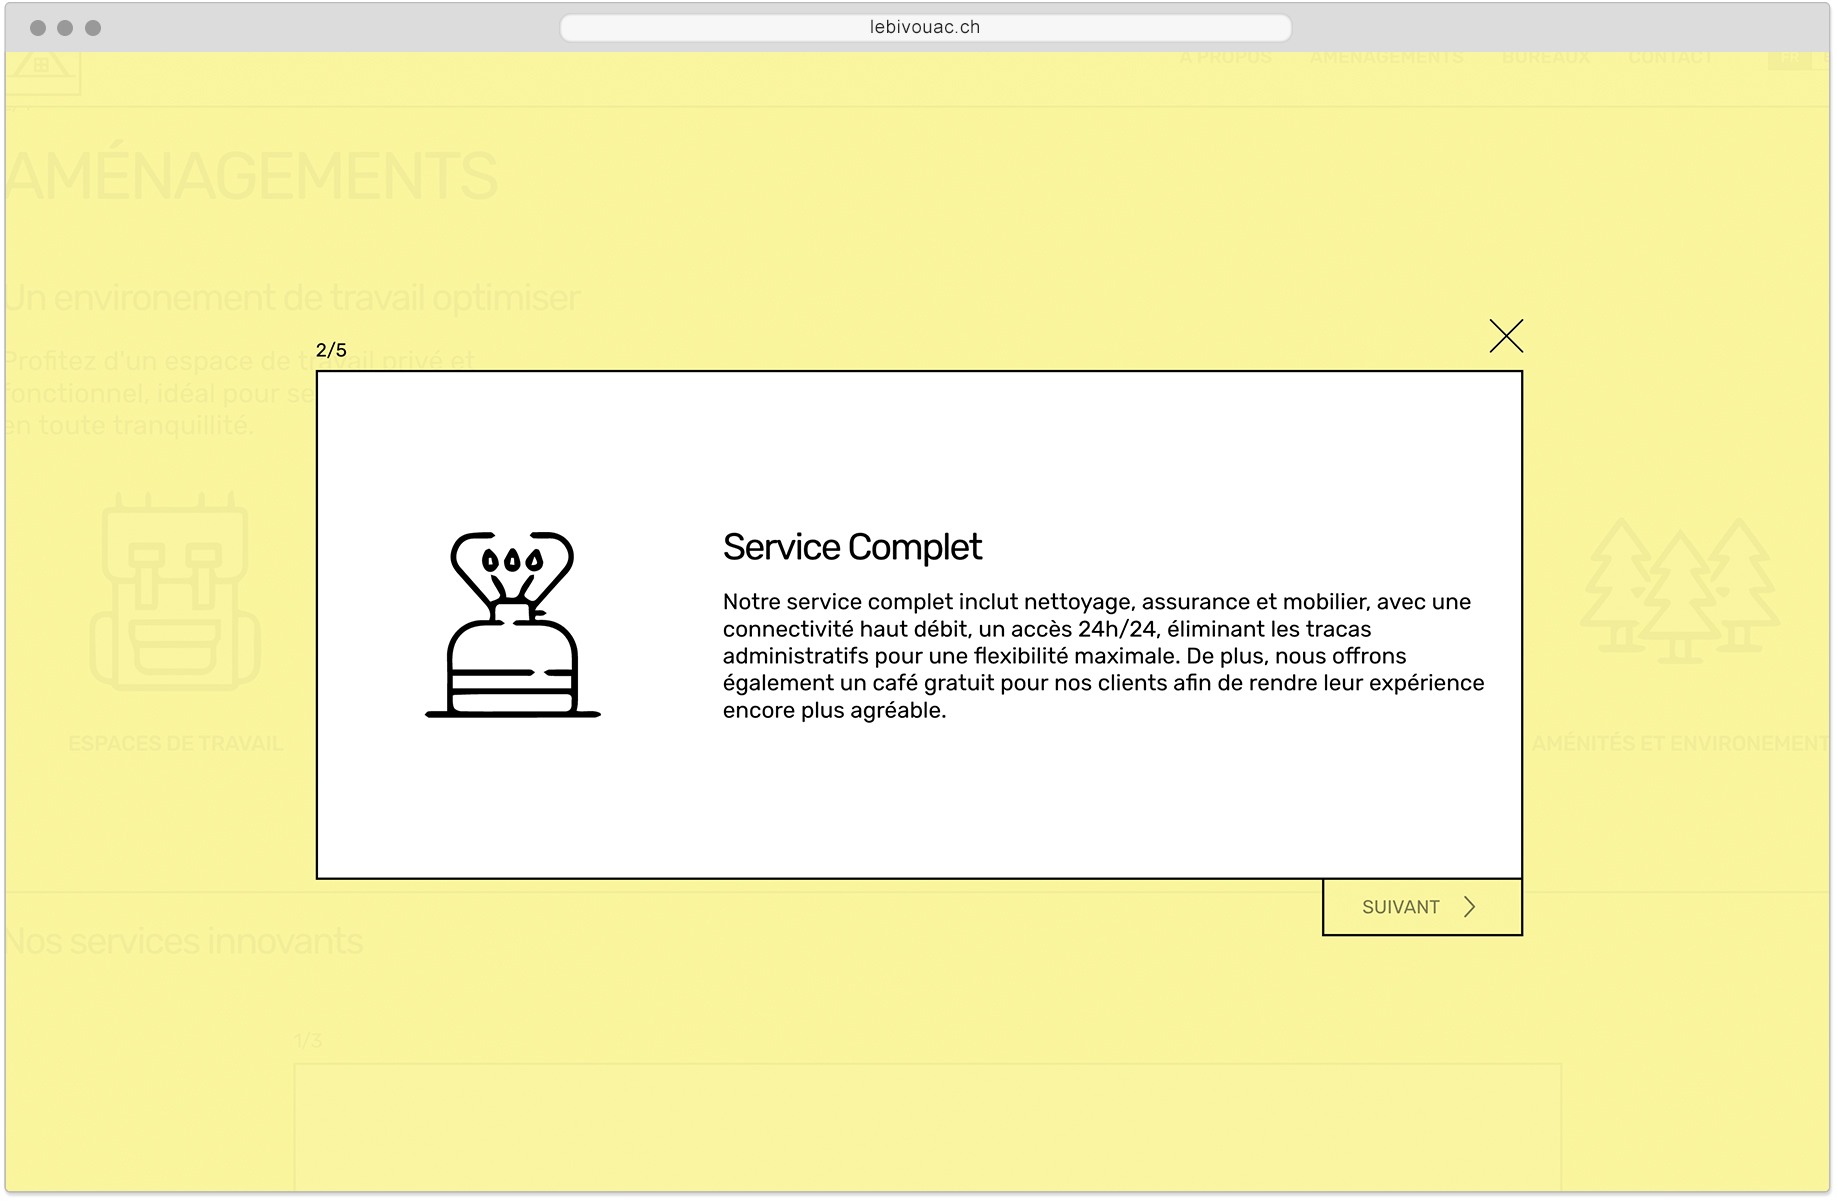 lebivouac.ch
À PROPOS AMÉNAGEMENTS BUREAUX CONTACT FR
AMÉNAGEMENTS
Un environement de travail optimiser
Profitez d'un espace de travail privé et
fonctionnel, idéal pour se
en toute tranquillité.
2/5
Service Complet
Notre service complet inclut nettoyage, assurance et mobilier, avec une
connectivité haut débit, un accès 24h/24, éliminant les tracas
administratifs pour une flexibilité maximale. De plus, nous offrons
également un café gratuit pour nos clients afin de rendre leur expérience
encore plus agréable.
ESPACES DE TRAVAIL
AMÉNITÉS ET ENVIRONEMENT
SUIVANT
Nos services innovants
1/3